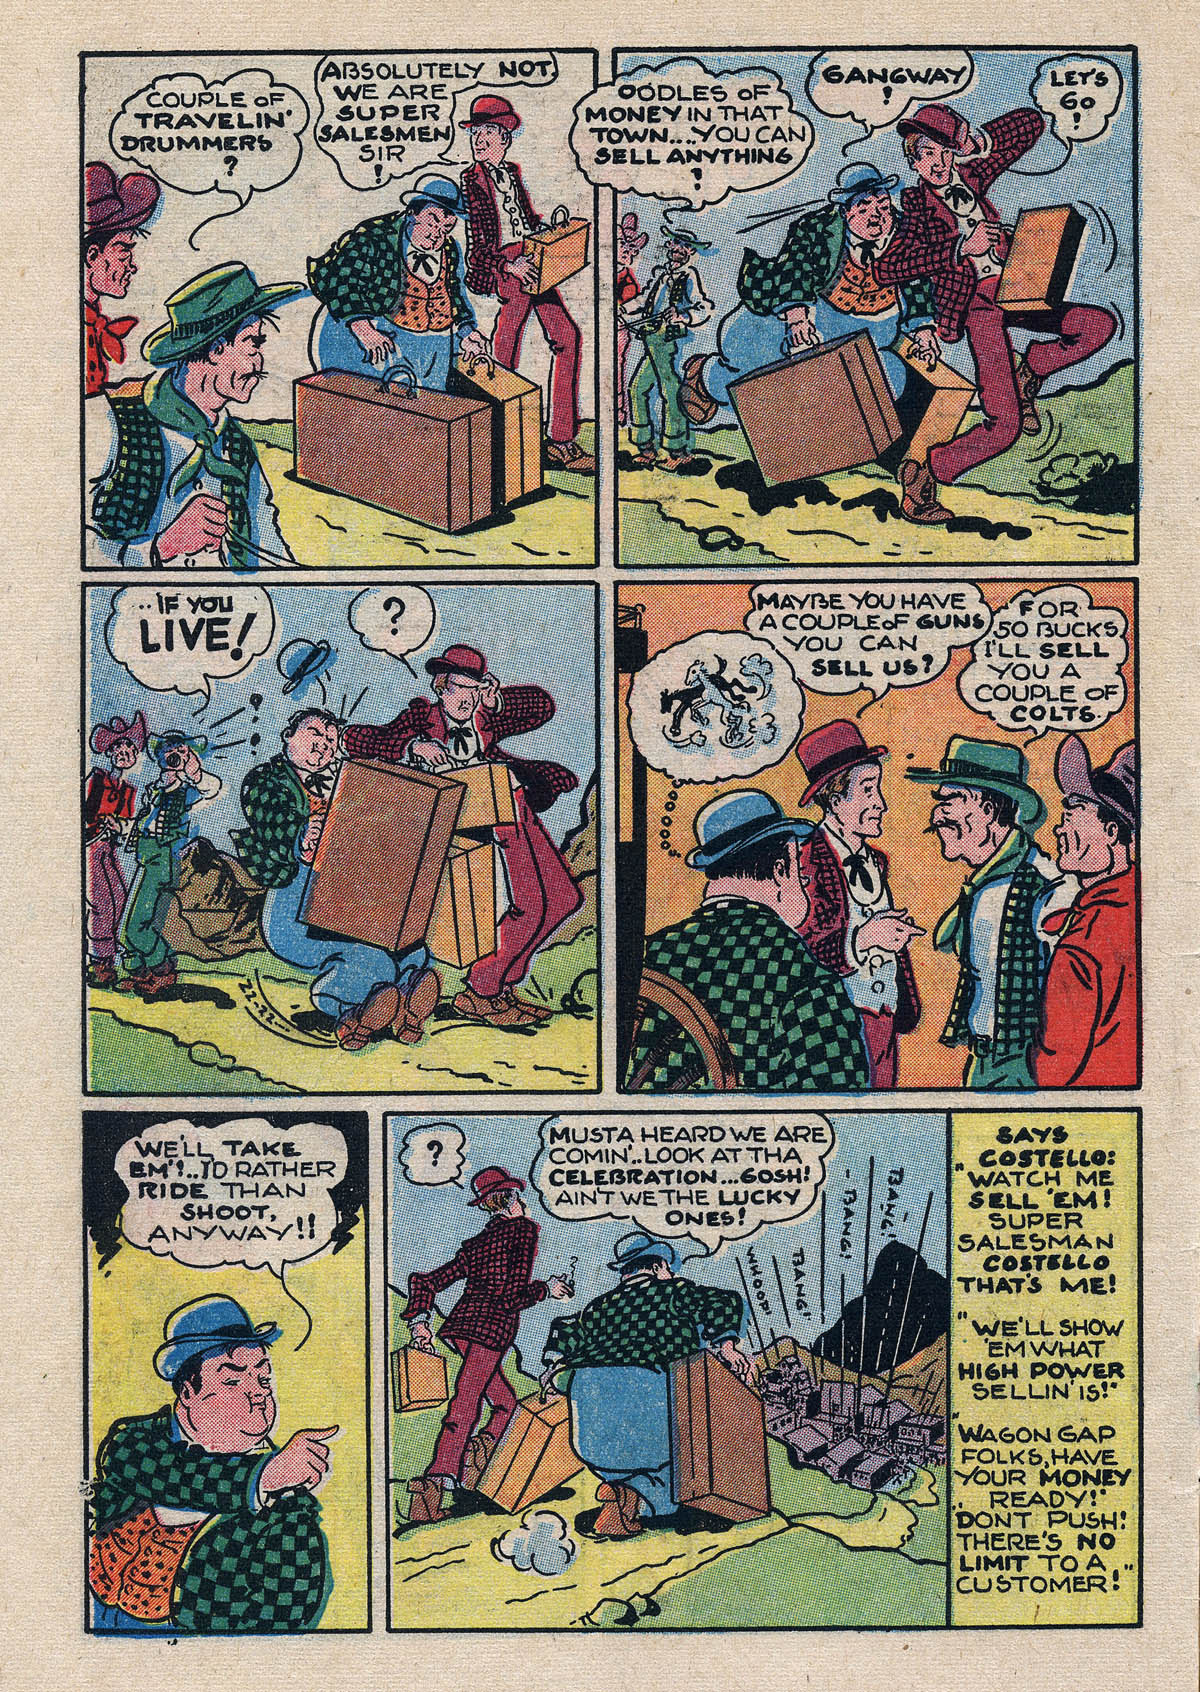 COUPLE OF
TRAVELIN'
DRUMMERS
?
ABSOLUTELY NOT,
WE ARE
SUPER
SALESMEN
SIR
!
OODLES OF
MONEY IN THAT
TOWN....YOU CAN
SELL ANYTHING
?
GANGWAY
!
LET'S
GO
!
..IF YOU
LIVE!
?
MAYBE YOU HAVE
A COUPLE OF GUNS
YOU CAN
SELL US?
FOR
50 BUCKS
I'LL SELL
YOU A
COUPLE OF
COLTS.
WE'LL TAKE
EM'!..I'D RATHER
RIDE THAN
SHOOT,
ANYWAY!!
?
MUSTA HEARD WE ARE
COMIN'..LOOK AT THA
CELEBRATION...GOSH!
AIN'T WE THE LUCKY
ONES!
WHOOP!
BANG!
-BANG!
BANG!
SAYS
COSTELLO:
"WATCH ME
SELL 'EM!
SUPER
SALESMAN
COSTELLO
THAT'S ME!
"WE'LL SHOW
'EM WHAT
HIGH POWER
SELLIN' IS!"
"WAGON GAP
FOLKS, HAVE
YOUR MONEY
READY!"
"DON'T PUSH!
THERE'S NO
LIMIT TO A
CUSTOMER!"